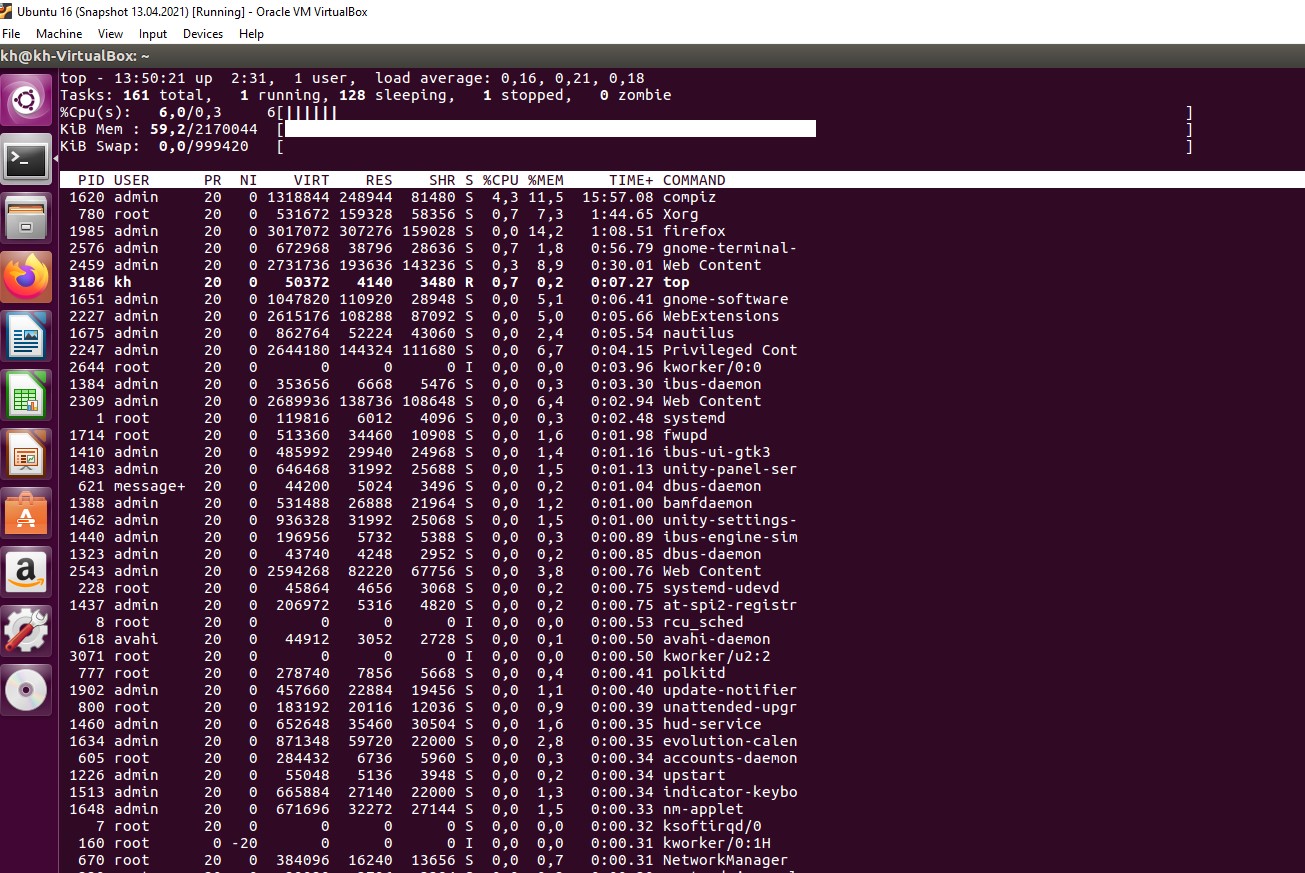 Ubuntu 16 (Snapshot 13.04.2021) [Running] - Oracle VM VirtualBox
File Machine View Input Devices Help
kh@kh-VirtualBox: ~
top - 13:50:21 up 2:31, 1 user, load average: 0,16, 0,21, 0,18
Tasks: 161 total, 1 running, 128 sleeping, 1 stopped, 0 zombie
%Cpu(s): 6,0/0,3 6[|||||| ]
KiB Mem : 59,2/2170044 [ ]
KiB Swap: 0,0/999420 [ ]
PID USER PR NI VIRT RES SHR S %CPU %MEM TIME+ COMMAND
1620 admin 20 0 1318844 248944 81480 S 4,3 11,5 15:57.08 compiz
780 root 20 0 531672 159328 58356 S 0,7 7,3 1:44.65 Xorg
1985 admin 20 0 3017072 307276 159028 S 0,0 14,2 1:08.51 firefox
2576 admin 20 0 672968 38796 28636 S 0,7 1,8 0:56.79 gnome-terminal-
2459 admin 20 0 2731736 193636 143236 S 0,3 8,9 0:30.01 Web Content
3186 kh 20 0 50372 4140 3480 R 0,7 0,2 0:07.27 top
1651 admin 20 0 1047820 110920 28948 S 0,0 5,1 0:06.41 gnome-software
2227 admin 20 0 2615176 108288 87092 S 0,0 5,0 0:05.66 WebExtensions
1675 admin 20 0 862764 52224 43060 S 0,0 2,4 0:05.54 nautilus
2247 admin 20 0 2644180 144324 111680 S 0,0 6,7 0:04.15 Privileged Cont
2644 root 20 0 0 0 0 I 0,0 0,0 0:03.96 kworker/0:0
1384 admin 20 0 353656 6668 5476 S 0,0 0,3 0:03.30 ibus-daemon
2309 admin 20 0 2689936 138736 108648 S 0,0 6,4 0:02.94 Web Content
1 root 20 0 119816 6012 4096 S 0,0 0,3 0:02.48 systemd
1714 root 20 0 513360 34460 10908 S 0,0 1,6 0:01.98 fwupd
1410 admin 20 0 485992 29940 24968 S 0,0 1,4 0:01.16 ibus-ui-gtk3
1483 admin 20 0 646468 31992 25688 S 0,0 1,5 0:01.13 unity-panel-ser
621 message+ 20 0 44200 5024 3496 S 0,0 0,2 0:01.04 dbus-daemon
1388 admin 20 0 531488 26888 21964 S 0,0 1,2 0:01.00 bamfdaemon
1462 admin 20 0 936328 31992 25068 S 0,0 1,5 0:01.00 unity-settings-
1440 admin 20 0 196956 5732 5388 S 0,0 0,3 0:00.89 ibus-engine-sim
1323 admin 20 0 43740 4248 2952 S 0,0 0,2 0:00.85 dbus-daemon
2543 admin 20 0 2594268 82220 67756 S 0,0 3,8 0:00.76 Web Content
228 root 20 0 45864 4656 3068 S 0,0 0,2 0:00.75 systemd-udevd
1437 admin 20 0 206972 5316 4820 S 0,0 0,2 0:00.75 at-spi2-registr
8 root 20 0 0 0 0 I 0,0 0,0 0:00.53 rcu_sched
618 avahi 20 0 44912 3052 2728 S 0,0 0,1 0:00.50 avahi-daemon
3071 root 20 0 0 0 0 I 0,0 0,0 0:00.50 kworker/u2:2
777 root 20 0 278740 7856 5668 S 0,0 0,4 0:00.41 polkitd
1902 admin 20 0 457660 22884 19456 S 0,0 1,1 0:00.40 update-notifier
800 root 20 0 183192 20116 12036 S 0,0 0,9 0:00.39 unattended-upgr
1460 admin 20 0 652648 35460 30504 S 0,0 1,6 0:00.35 hud-service
1634 admin 20 0 871348 59720 22000 S 0,0 2,8 0:00.35 evolution-calen
605 root 20 0 284432 6736 5960 S 0,0 0,3 0:00.34 accounts-daemon
1226 admin 20 0 55048 5136 3948 S 0,0 0,2 0:00.34 upstart
1513 admin 20 0 665884 27140 22000 S 0,0 1,3 0:00.34 indicator-keybo
1648 admin 20 0 671696 32272 27144 S 0,0 1,5 0:00.33 nm-applet
7 root 20 0 0 0 0 S 0,0 0,0 0:00.32 ksoftirqd/0
160 root 0 -20 0 0 0 I 0,0 0,0 0:00.31 kworker/0:1H
670 root 20 0 384096 16240 13656 S 0,0 0,7 0:00.31 NetworkManager